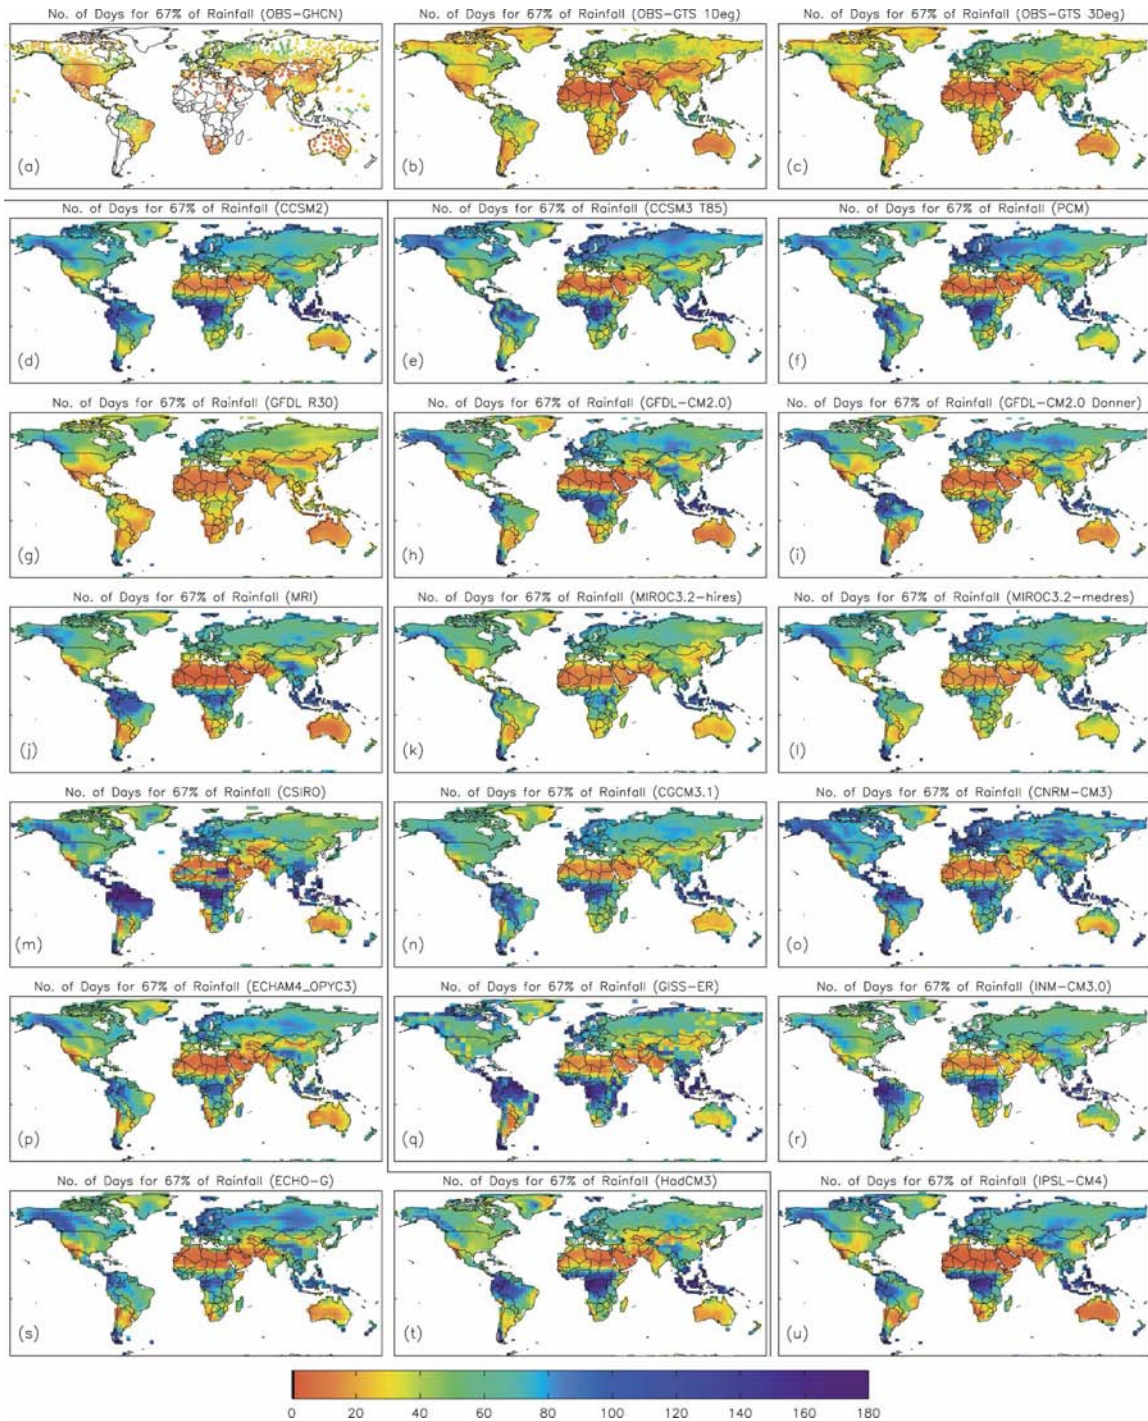 No. of Days for 67% of Rainfall (OBS-GHCN)
No. of Days for 67% of Rainfall (OBS-GTS 1Deg)
No. of Days for 67% of Rainfall (OBS-GTS 3Deg)
(a)
(b)
(c)
No. of Days for 67% of Rainfall (CCSM2)
No. of Days for 67% of Rainfall (CCSM3 T85)
No. of Days for 67% of Rainfall (PCM)
(d)
(e)
(f)
No. of Days for 67% of Rainfall (GFDL R30)
No. of Days for 67% of Rainfall (GFDL-CM2.0)
No. of Days for 67% of Rainfall (GFDL-CM2.0 Donner)
(g)
(h)
(i)
No. of Days for 67% of Rainfall (MRI)
No. of Days for 67% of Rainfall (MIROC3.2-hires)
No. of Days for 67% of Rainfall (MIROC3.2-medres)
(j)
(k)
(l)
No. of Days for 67% of Rainfall (CSIRO)
No. of Days for 67% of Rainfall (CGCM3.1)
No. of Days for 67% of Rainfall (CNRM-CM3)
(m)
(n)
(o)
No. of Days for 67% of Rainfall (ECHAM4_OPYC3)
No. of Days for 67% of Rainfall (GISS-ER)
No. of Days for 67% of Rainfall (INM-CM3.0)
(p)
(q)
(r)
No. of Days for 67% of Rainfall (ECHO-G)
No. of Days for 67% of Rainfall (HadCM3)
No. of Days for 67% of Rainfall (IPSL-CM4)
(s)
(t)
(u)
0 20 40 60 80 100 120 140 160 180